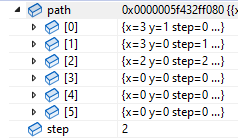 path 0x0000005f432ff080 {{x
[0] {x=3 y=1 step=0 ...}
[1] {x=3 y=0 step=1 ...}
[2] {x=2 y=0 step=2 ...}
[3] {x=0 y=0 step=0 ...}
[4] {x=0 y=0 step=0 ...}
[5] {x=0 y=0 step=0 ...}
step 2